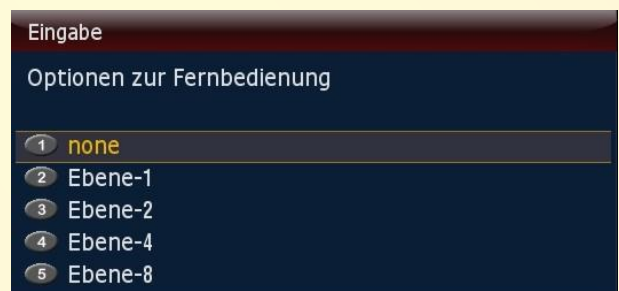 Eingabe
Optionen zur Fernbedienung
1 none
2 Ebene-1
3 Ebene-2
4 Ebene-4
5 Ebene-8